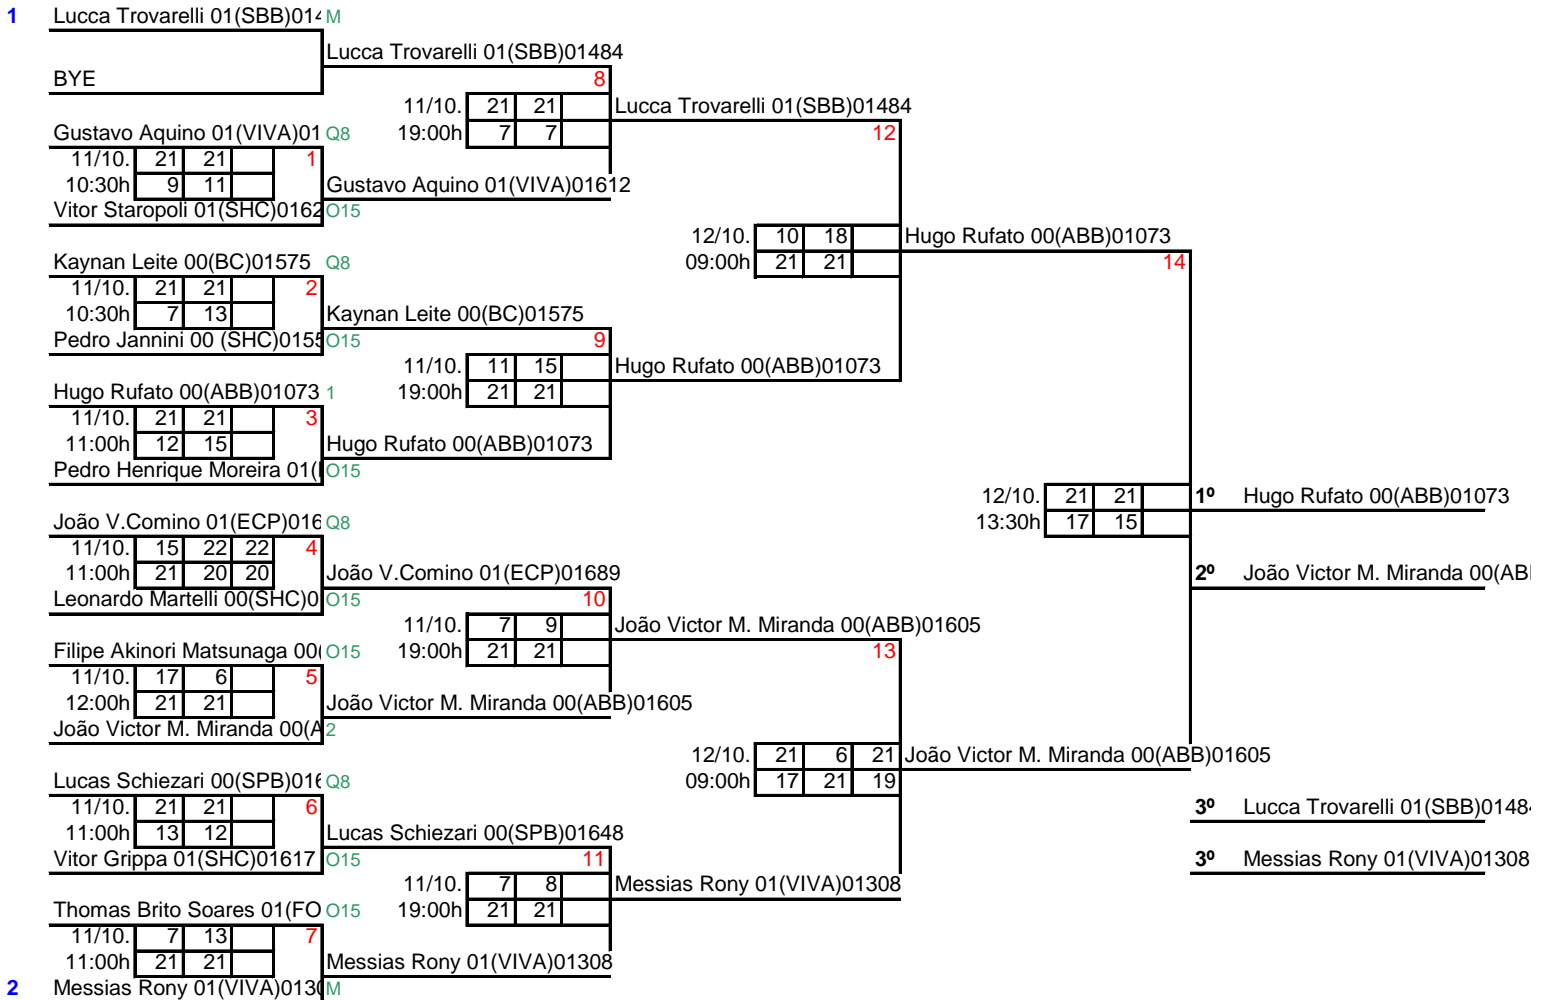 1 Lucca Trovarelli 01(SBB)014 M
Lucca Trovarelli 01(SBB)01484
BYE 8
11/10. 21 21 Lucca Trovarelli 01(SBB)01484
Gustavo Aquino 01(VIVA)01 Q8 19:00h 7 7 12
11/10. 21 21 1
10:30h 9 11 Gustavo Aquino 01(VIVA)01612
Vitor Staropoli 01(SHC)0162 O15
12/10. 10 18 Hugo Rufato 00(ABB)01073
Kaynan Leite 00(BC)01575 Q8 09:00h 21 21 14
11/10. 21 21 2
10:30h 7 13 Kaynan Leite 00(BC)01575
Pedro Jannini 00 (SHC)0155 O15 9
11/10. 11 15 Hugo Rufato 00(ABB)01073
Hugo Rufato 00(ABB)01073 1 19:00h 21 21
11/10. 21 21 3
11:00h 12 15 Hugo Rufato 00(ABB)01073
Pedro Henrique Moreira 01( O15
12/10. 21 21 1º Hugo Rufato 00(ABB)01073
João V.Comino 01(ECP)016 Q8 13:30h 17 15
11/10. 15 22 22 4
11:00h 21 20 20 João V.Comino 01(ECP)01689 2º João Victor M. Miranda 00(AB
Leonardo Martelli 00(SHC)0 O15 10
11/10. 7 9 João Victor M. Miranda 00(ABB)01605
Filipe Akinori Matsunaga 00( O15 19:00h 21 21 13
11/10. 17 6 5
12:00h 21 21 João Victor M. Miranda 00(ABB)01605
João Victor M. Miranda 00(A 2
12/10. 21 6 21 João Victor M. Miranda 00(ABB)01605
Lucas Schiezari 00(SPB)016 Q8 09:00h 17 21 19
11/10. 21 21 6 3º Lucca Trovarelli 01(SBB)0148
11:00h 13 12 Lucas Schiezari 00(SPB)01648
Vitor Grippa 01(SHC)01617 O15 11 3º Messias Rony 01(VIVA)01308
11/10. 7 8 Messias Rony 01(VIVA)01308
Thomas Brito Soares 01(FO O15 19:00h 21 21
11/10. 7 13 7
11:00h 21 21 Messias Rony 01(VIVA)01308
2 Messias Rony 01(VIVA)0130 M